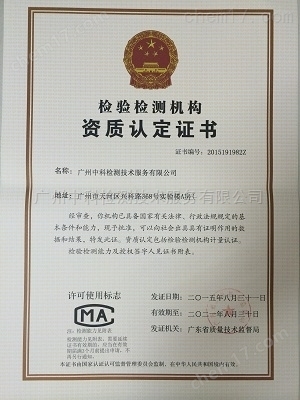 检验检测机构
资质认定证书
证书编号：2015191982Z
名称：广州中科检测技术服务有限公司
地址：广州市天河区兴科路368号实验楼A房
经审查，你机构已具备国家有关法律、行政法规规定的基
本条件和能力，现予批准，可以向社会出具具有证明作用的数
据和结果，特发此证。资质认定包括检验检测机构计量认证。
检验检测能力及授权签字人见证书附表。
许可使用标志
MA
发证日期：二〇一五年八月三十一日
有效期至：二〇二一年八月三十日
发证机关：广东省质量技术监督局
本证书由国家认证认可监督管理委员会监制，在中华人民共和国境内有效。